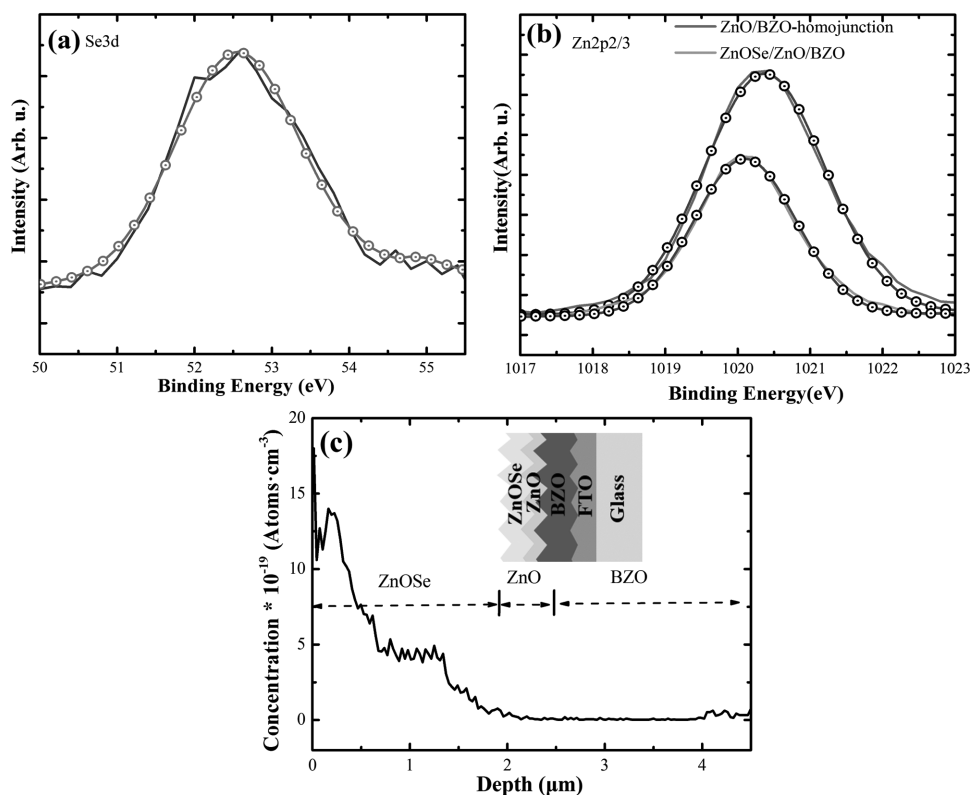 (a) Se3d
Intensity (Arb. u.)
50 51 52 53 54 55
Binding Energy (eV)
(b) Zn2p2/3
ZnO/BZO-homojunction
ZnOSe/ZnO/BZO
Intensity(Arb. u.)
1017 1018 1019 1020 1021 1022 1023
Binding Energy(eV)
(c)
Concentration * 10-19 (Atoms·cm-3)
20
15
10
5
0
ZnOSe
ZnO
BZO
FTO
Glass
ZnOSe ZnO BZO
0 1 2 3 4
Depth (μm)